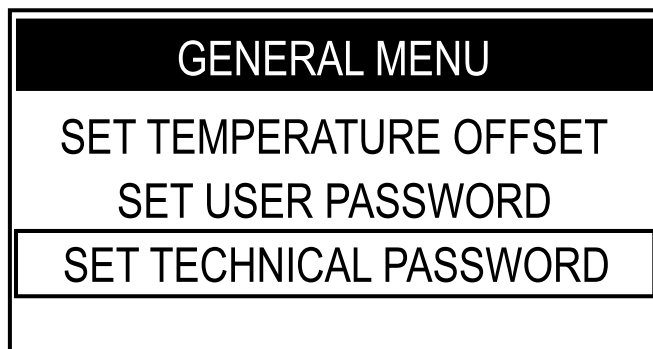 GENERAL MENU
SET TEMPERATURE OFFSET
SET USER PASSWORD
SET TECHNICAL PASSWORD